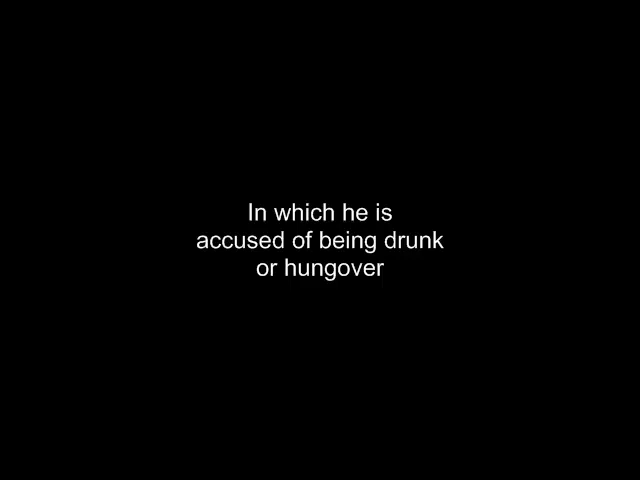 In which he is
accused of being drunk
or hungover